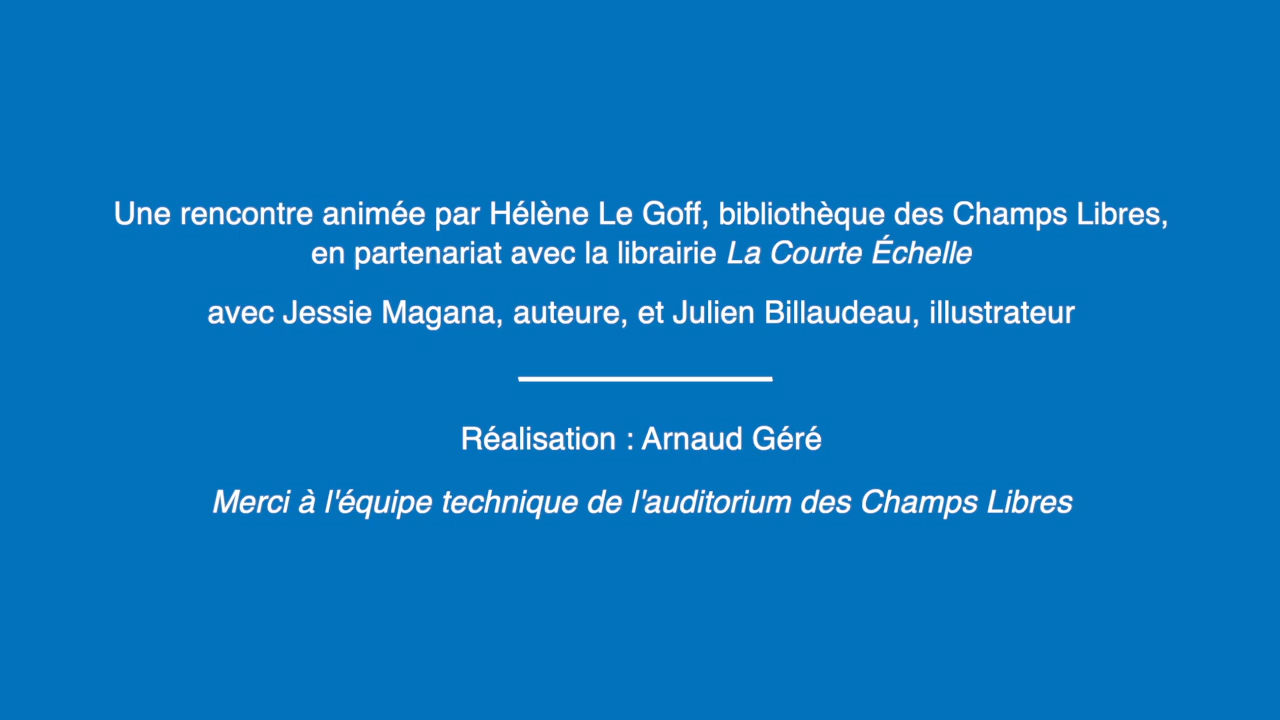 Une rencontre animée par Hélène Le Goff, bibliothèque des Champs Libres,
en partenariat avec la librairie La Courte Échelle
avec Jessie Magana, auteure, et Julien Billaudeau, illustrateur
Réalisation : Arnaud Géré
Merci à l'équipe technique de l'auditorium des Champs Libres